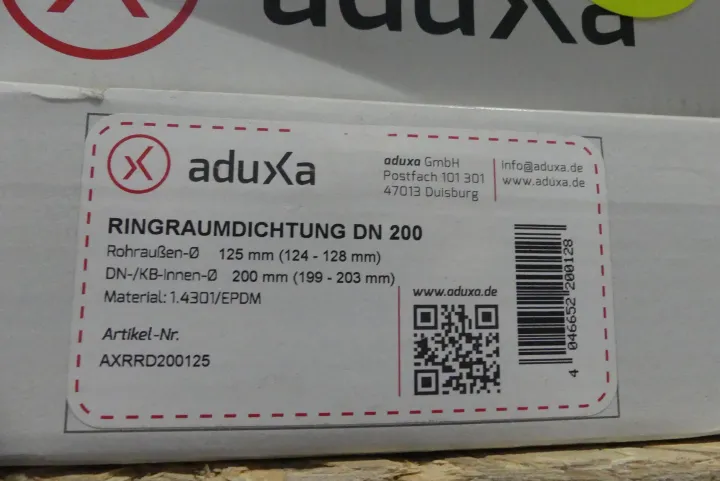 aduXa
aduXa
aduxa GmbH
Postfach 101 301
47013 Duisburg
info@aduxa.de
www.aduxa.de
RINGRAUMDICHTUNG DN 200
Rohraußen-Ø 125 mm (124 - 128 mm)
DN-/KB-Innen-Ø 200 mm (199 - 203 mm)
Material: 1.4301/EPDM
Artikel-Nr.
AXRRD200125
www.aduxa.de
4 046652 200128